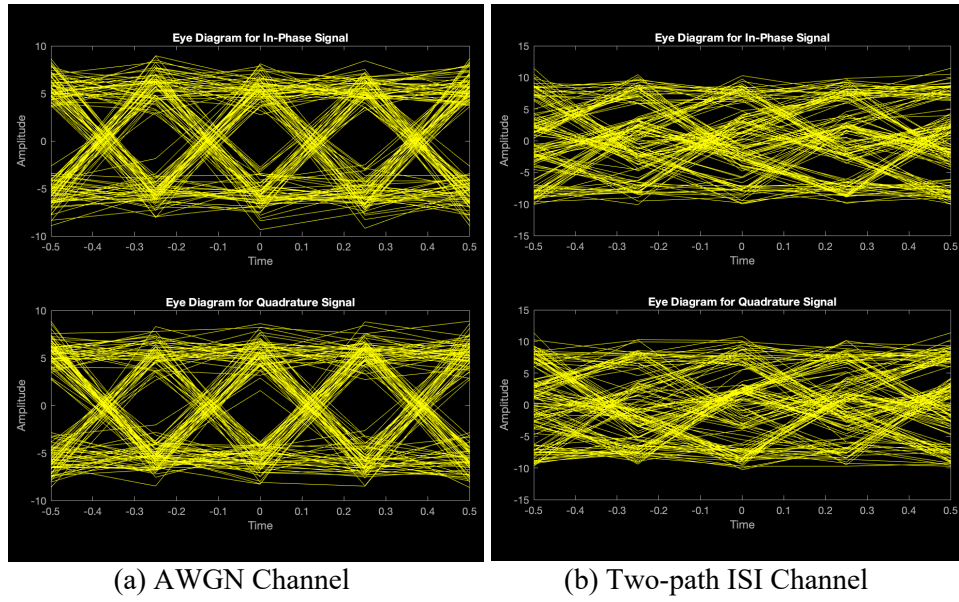 Eye Diagram for In-Phase Signal
10
5
0
-5
-10
Amplitude
-0.5 -0.4 -0.3 -0.2 -0.1 0 0.1 0.2 0.3 0.4 0.5
Time
Eye Diagram for Quadrature Signal
10
5
0
-5
-10
Amplitude
-0.5 -0.4 -0.3 -0.2 -0.1 0 0.1 0.2 0.3 0.4 0.5
Time
(a) AWGN Channel
Eye Diagram for In-Phase Signal
15
10
5
0
-5
-10
-15
Amplitude
-0.5 -0.4 -0.3 -0.2 -0.1 0 0.1 0.2 0.3 0.4 0.5
Time
Eye Diagram for Quadrature Signal
15
10
5
0
-5
-10
-15
Amplitude
-0.5 -0.4 -0.3 -0.2 -0.1 0 0.1 0.2 0.3 0.4 0.5
Time
(b) Two-path ISI Channel